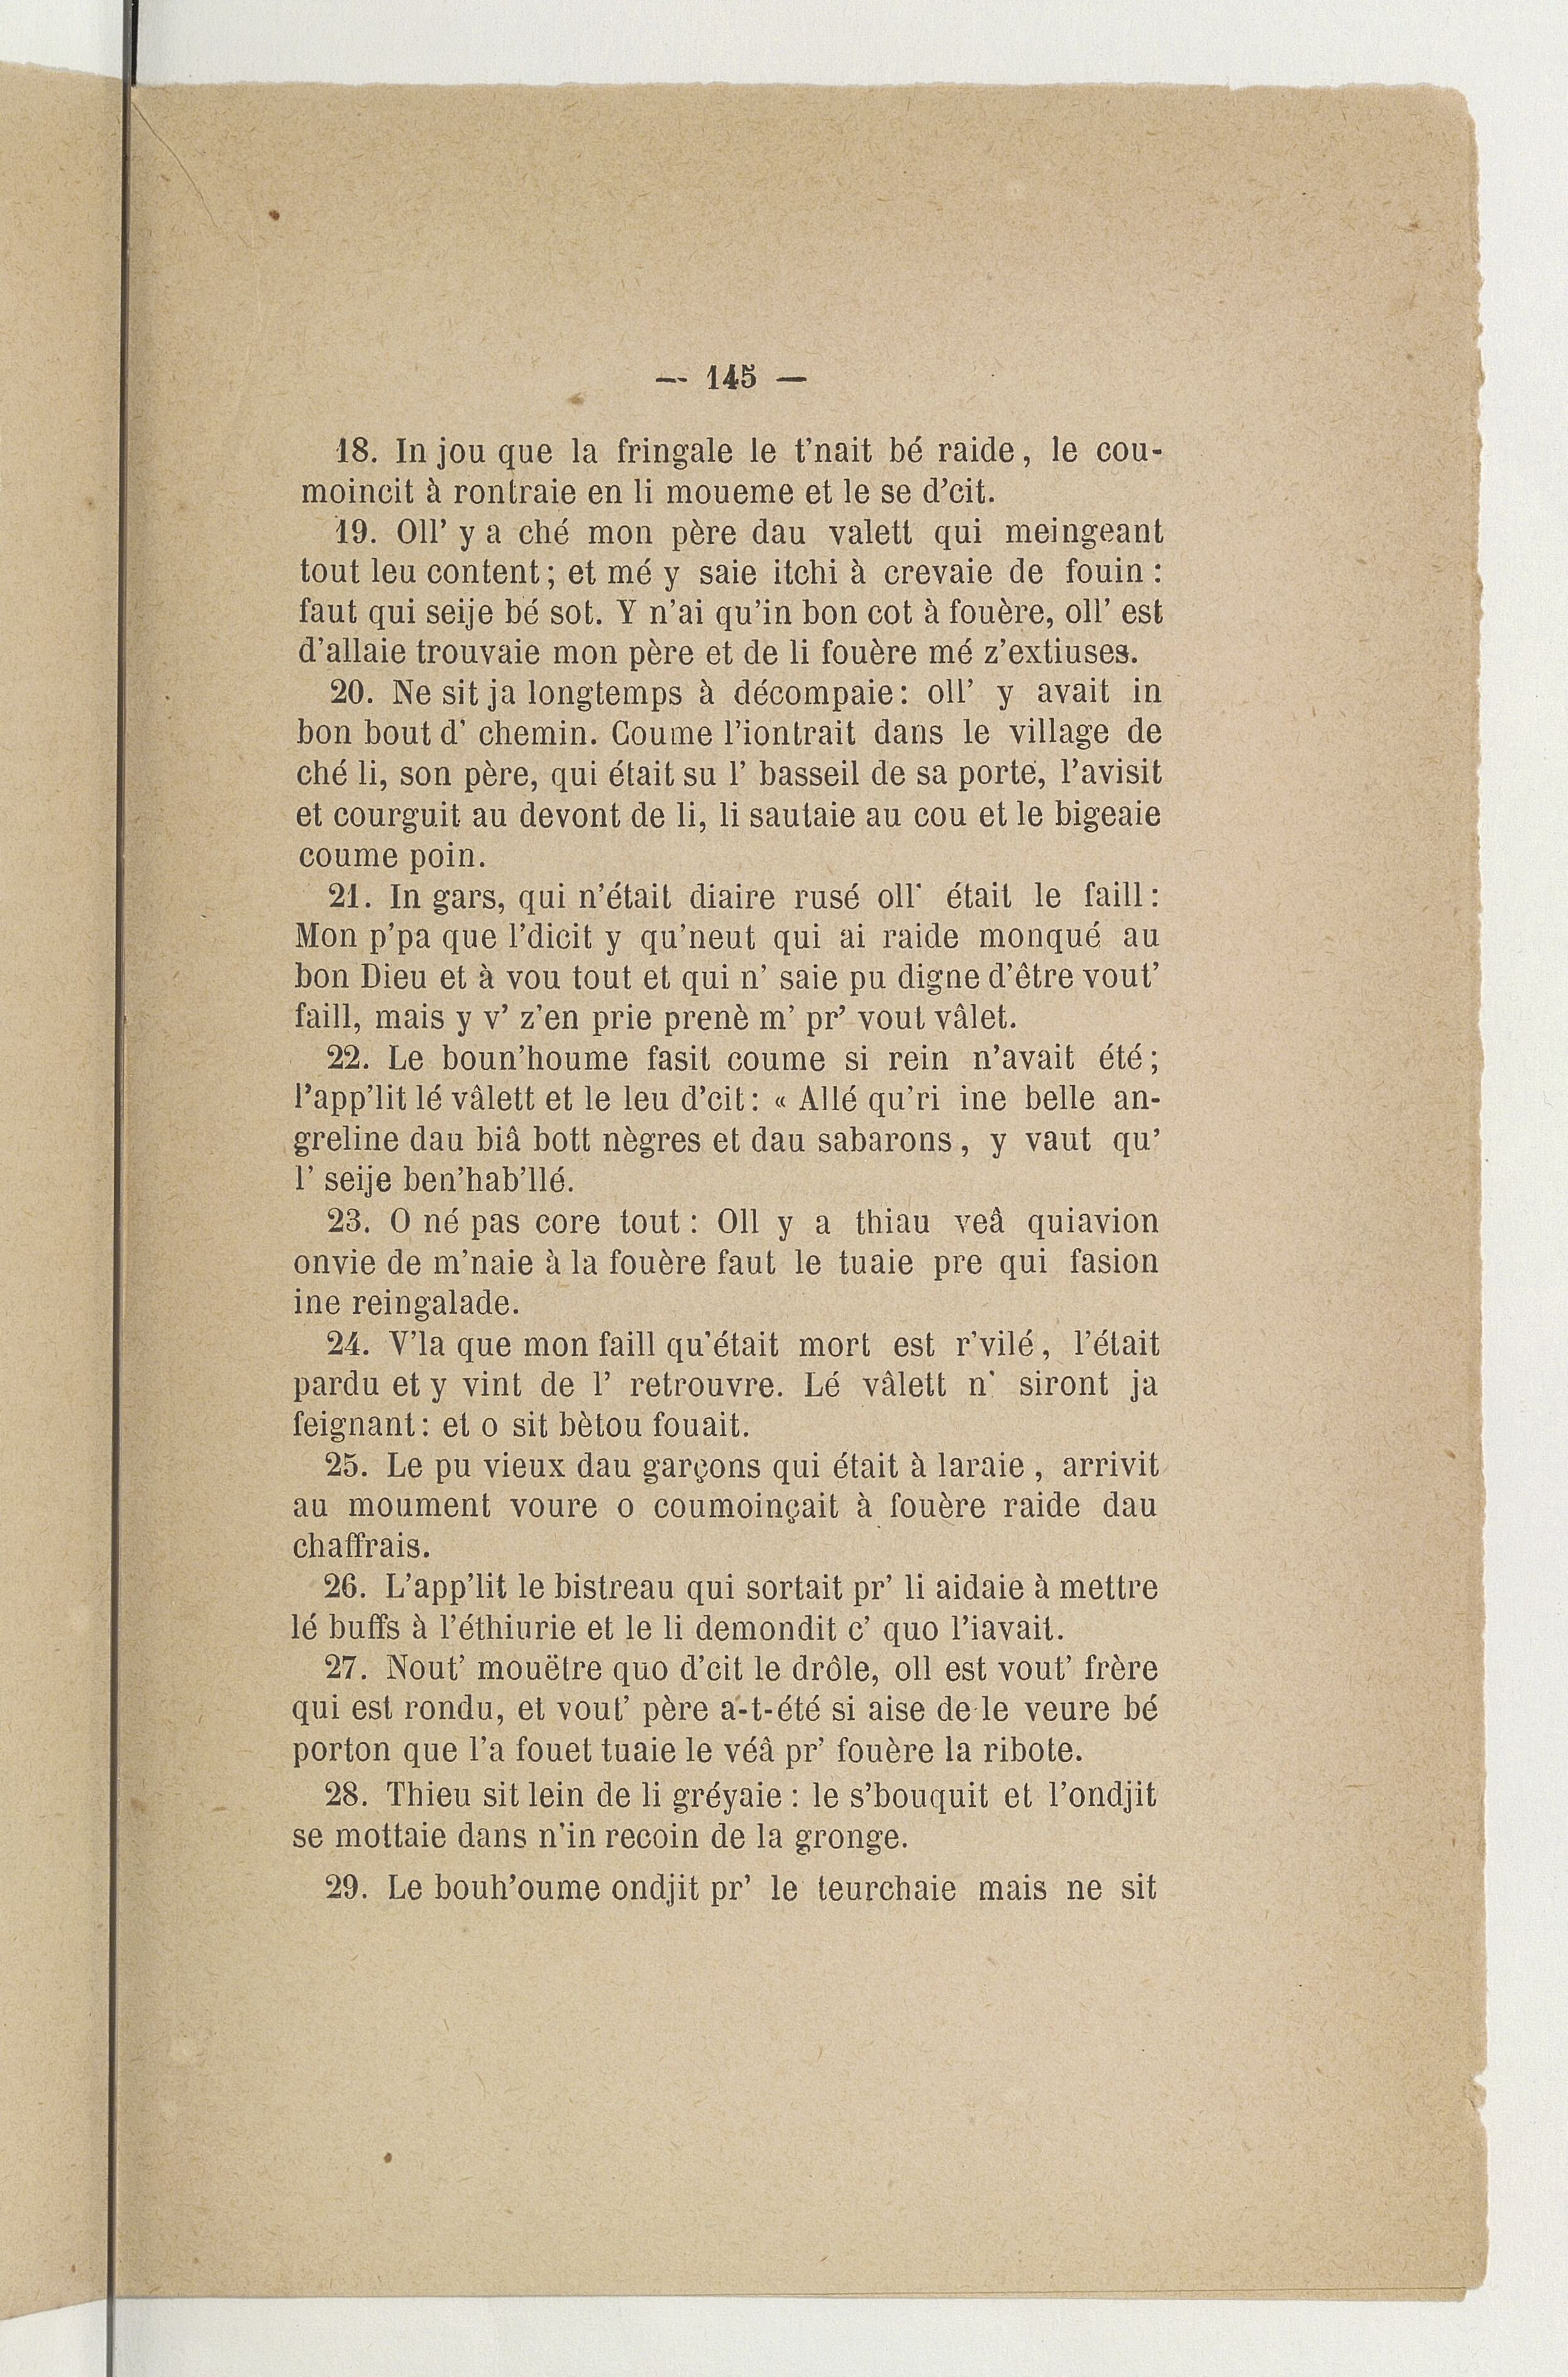 — 145 —
18. In jou que la fringale le t'nait bé raide, le cou-
moincit à rontraie en li moueme et le se d'cit.
19. Oll' y a ché mon père dau valett qui meingeant
tout leu content; et mé y saie itchi à crevaie de fouin :
faut qui seije bé sot. Y n'ai qu'in bon cot à fouère, oll' est
d'allaie trouvaie mon père et de li fouère mé z'extiuses.
20. Ne sit ja longtemps à décompaie: oll' y avait in
bon bout d' chemin. Coume l'iontrait dans le village de
ché li, son père, qui était su l' basseil de sa porte, l'avisit
et courguit au devont de li, li sautaie au cou et le bigeaie
coume poin.
21. In gars, qui n'était diaire rusé oll' était le faill:
Mon p'pa que l'dicit y qu'neut qui ai raide monqué au
bon Dieu et à vou tout et qui n' saie pu digne d'être vout'
faill, mais y v' z'en prie prenè m' pr' vout vâlet.
22. Le boun'houme fasit coume si rein n'avait été;
l'app'lit lé vâlett et le leu d'cit: « Allé qu'ri ine belle an-
greline dau biâ bott nègres et dau sabarons, y vaut qu'
l' seije ben'hab'llé.
23. O né pas core tout : Oll y a thiau veâ quiavion
onvie de m'naie à la fouère faut le tuaie pre qui fasion
ine reingalade.
24. V'la que mon faill qu'était mort est r'vilé, l'était
pardu et y vint de l' retrouvre. Lé vâlett n' siront ja
feignant: et o sit bètou fouait.
25. Le pu vieux dau garçons qui était à laraie, arrivit
au moument voure o coumoinçait à fouère raide dau
chaffrais.
26. L'app'lit le bistreau qui sortait pr' li aidaie à mettre
lé buffs à l'éthiurie et le li demondit c' quo l'iavait.
27. Nout' mouëtre quo d'cit le drôle, oll est vout' frère
qui est rondu, et vout' père a-t-été si aise de le veure bé
porton que l'a fouet tuaie le véâ pr' fouère la ribote.
28. Thieu sit lein de li gréyaie : le s'bouquit et l'ondjit
se mottaie dans n'in recoin de la gronge.
29. Le bouh'oume ondjit pr' le teurchaie mais ne sit